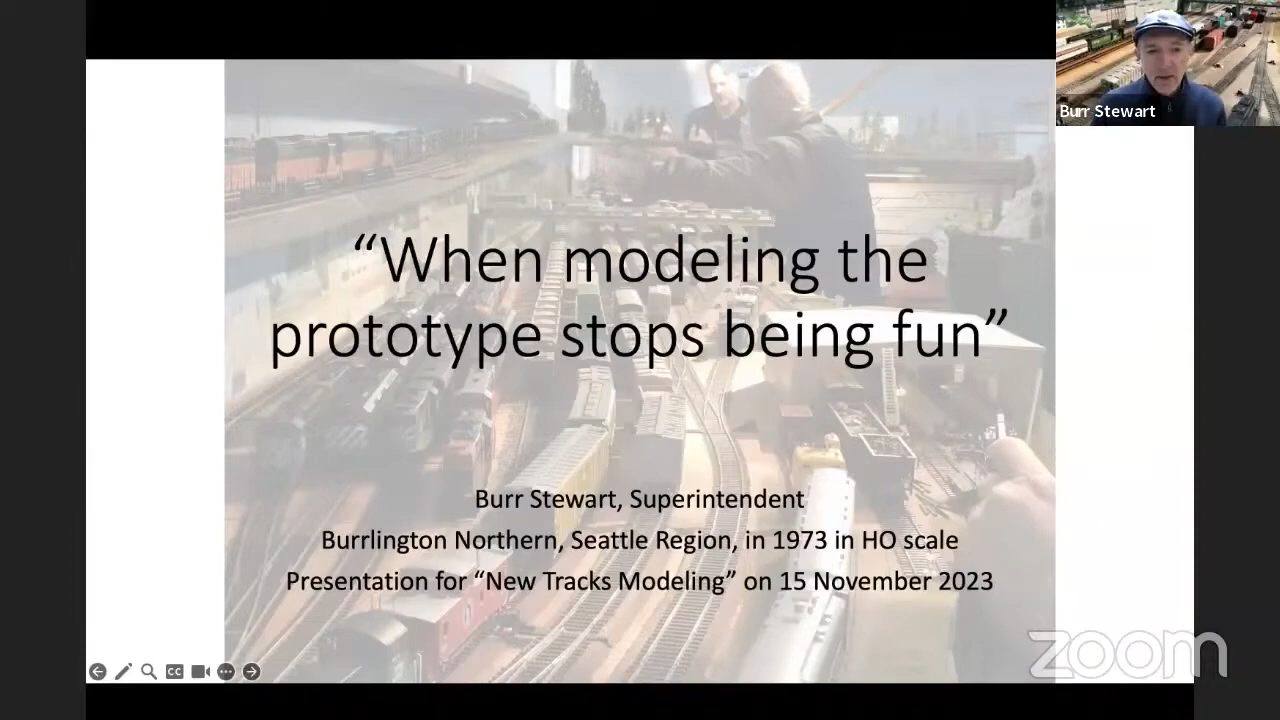 Burr Stewart
“When modeling the
prototype stops being fun”
Burr Stewart, Superintendent
Burrlington Northern, Seattle Region, in 1973 in HO scale
Presentation for “New Tracks Modeling” on 15 November 2023
CC
zoom